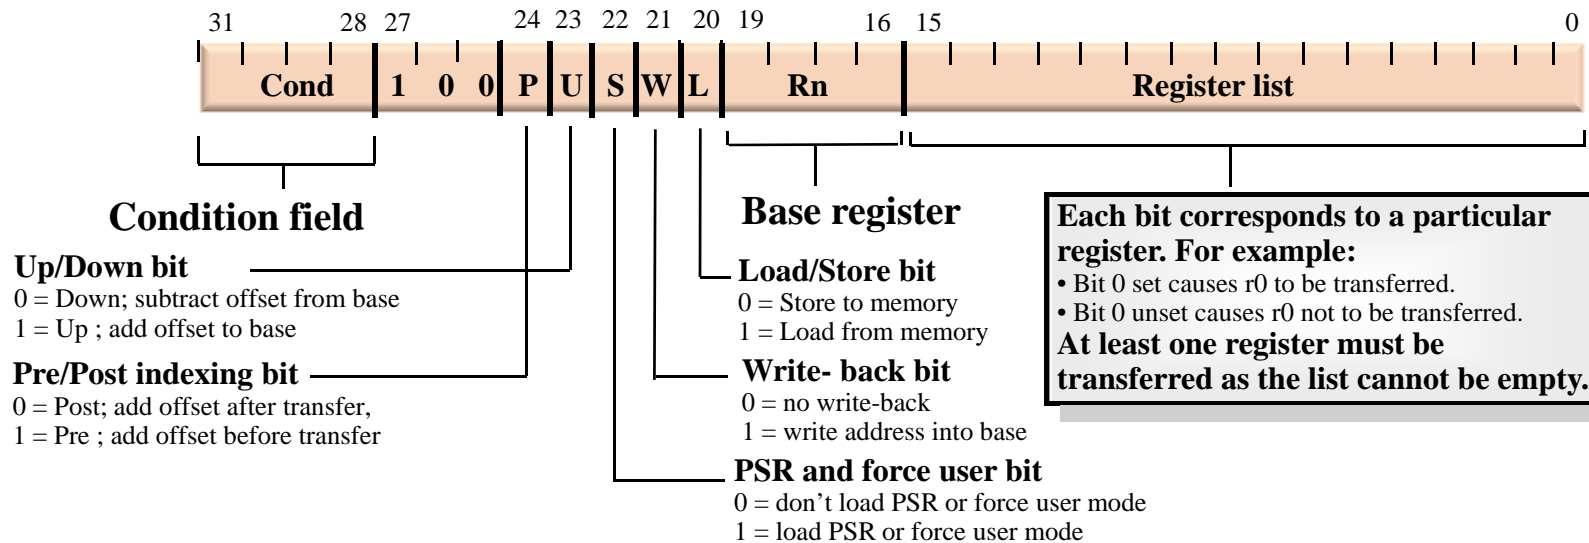 31 28 27 24 23 22 21 20 19 16 15 0
Cond 1 0 0 P U S W L Rn Register list
Condition field
Up/Down bit
0 = Down; subtract offset from base
1 = Up ; add offset to base
Pre/Post indexing bit
0 = Post; add offset after transfer,
1 = Pre ; add offset before transfer
Base register
Load/Store bit
0 = Store to memory
1 = Load from memory
Write- back bit
0 = no write-back
1 = write address into base
PSR and force user bit
0 = don’t load PSR or force user mode
1 = load PSR or force user mode
Each bit corresponds to a particular
register. For example:
• Bit 0 set causes r0 to be transferred.
• Bit 0 unset causes r0 not to be transferred.
At least one register must be
transferred as the list cannot be empty.